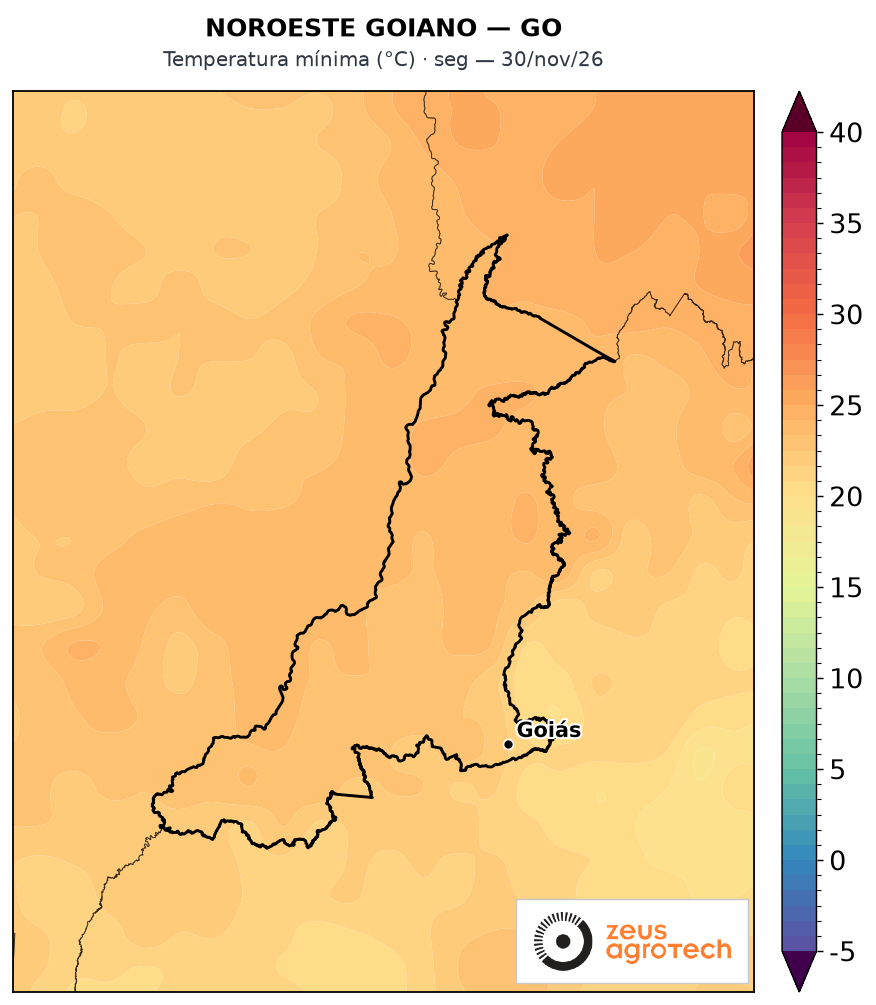 NOROESTE GOIANO — GO
Temperatura mínima (°C) · seg — 30/nov/26
40
35
30
25
20
15
10
5
0
-5
Goiás
zeus
agrotech